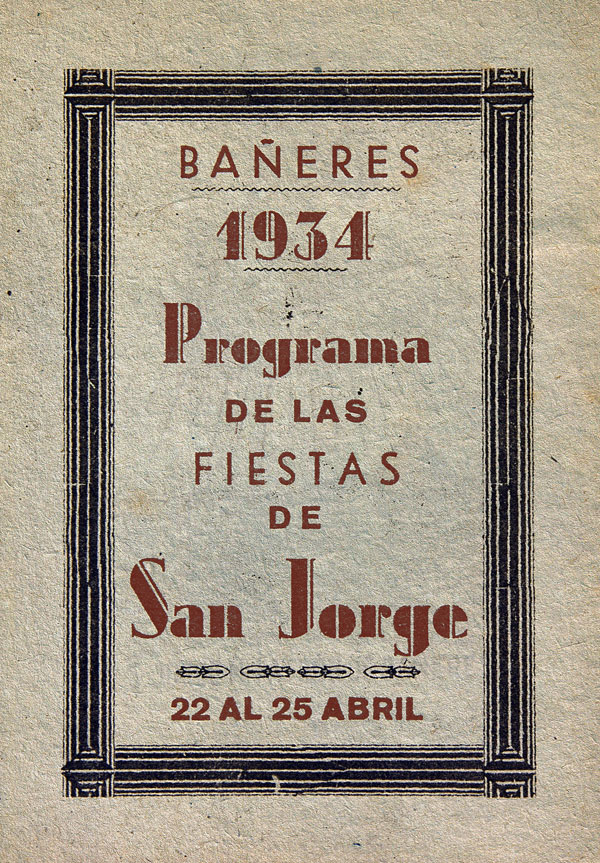 BAÑERES
1934
Programa
DE LAS
FIESTAS
DE
San Jorge
22 AL 25 ABRIL